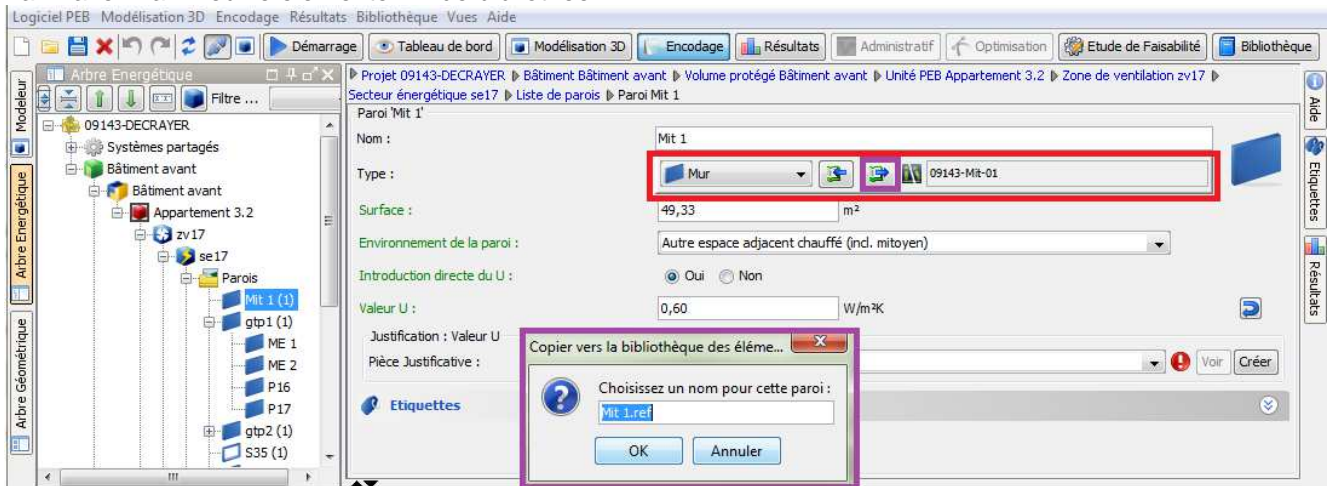 Logiciel PEB Modélisation 3D Encodage Résultats Bibliothèque Vues Aide
Démarrage Tableau de bord Modélisation 3D Encodage Résultats Administratif Optimisation Etude de Faisabilité Bibliothèque
Arbre Energétique
Filtre ...
Modeleur
Arbre Energétique
Arbre Géométrique
09143-DECRAYER
Systèmes partagés
Bâtiment avant
Bâtiment avant
Appartement 3.2
zv17
se17
Parois
Mit 1 (1)
gtp1 (1)
ME 1
ME 2
P16
P17
gtp2 (1)
S35 (1)
Projet 09143-DECRAYER Bâtiment Bâtiment avant Volume protégé Bâtiment avant Unité PEB Appartement 3.2 Zone de ventilation zv17
Secteur énergétique se17 Liste de parois Paroi Mit 1
Paroi 'Mit 1'
Nom : Mit 1
Type : Mur 09143-Mit-01
Surface : 49,33 m²
Environnement de la paroi : Autre espace adjacent chauffé (incl. mitoyen)
Introduction directe du U : Oui Non
Valeur U : 0,60 W/m²K
Justification : Valeur U
Pièce Justificative : Voir Créer
Etiquettes
Copier vers la bibliothèque des éléme...
Choisissez un nom pour cette paroi :
Mit 1.ref
OK Annuler
Aide
Etiquettes
Résultats